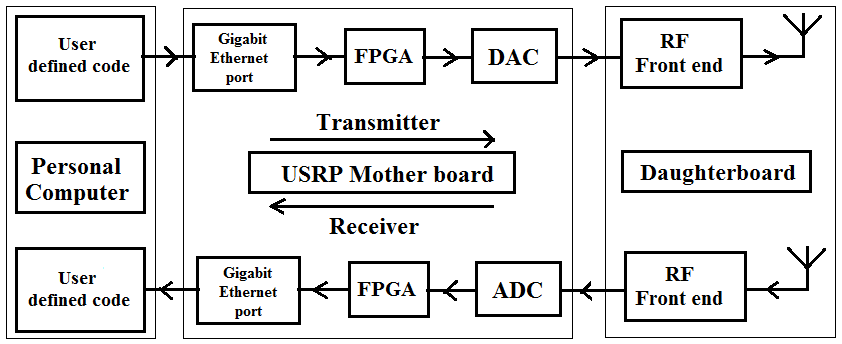 User
defined code
Gigabit
Ethernet
port
FPGA
DAC
RF
Front end
Transmitter
Personal
Computer
USRP Mother board
Daughterboard
Receiver
User
defined code
Gigabit
Ethernet
port
FPGA
ADC
RF
Front end